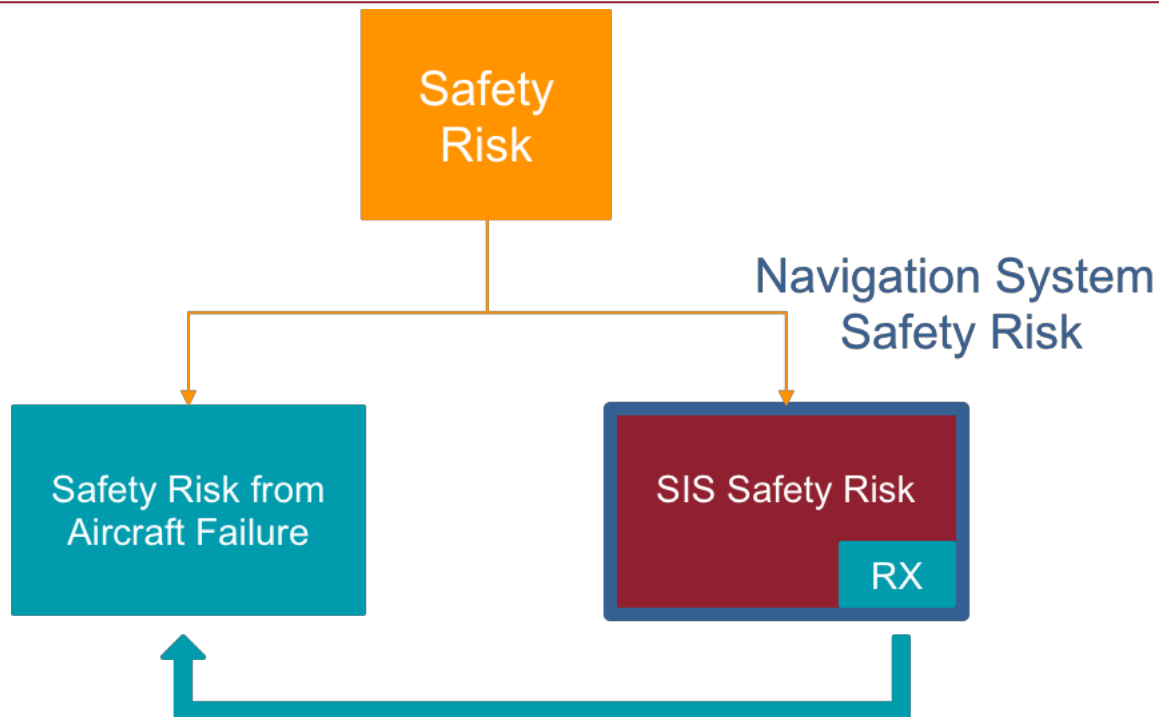 Safety
Risk
Navigation System
Safety Risk
Safety Risk from
Aircraft Failure
SIS Safety Risk
RX